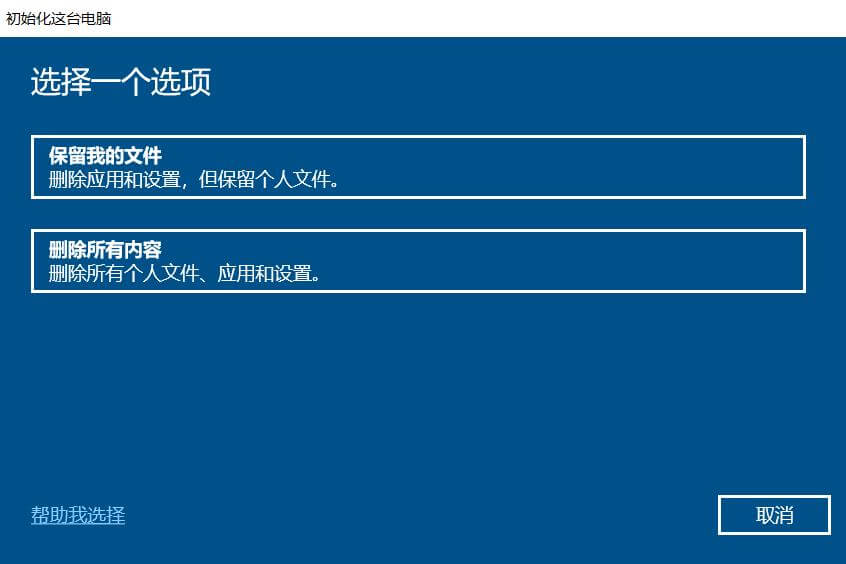 初始化这台电脑
选择一个选项
保留我的文件
删除应用和设置，但保留个人文件。
删除所有内容
删除所有个人文件、应用和设置。
帮助我选择
取消